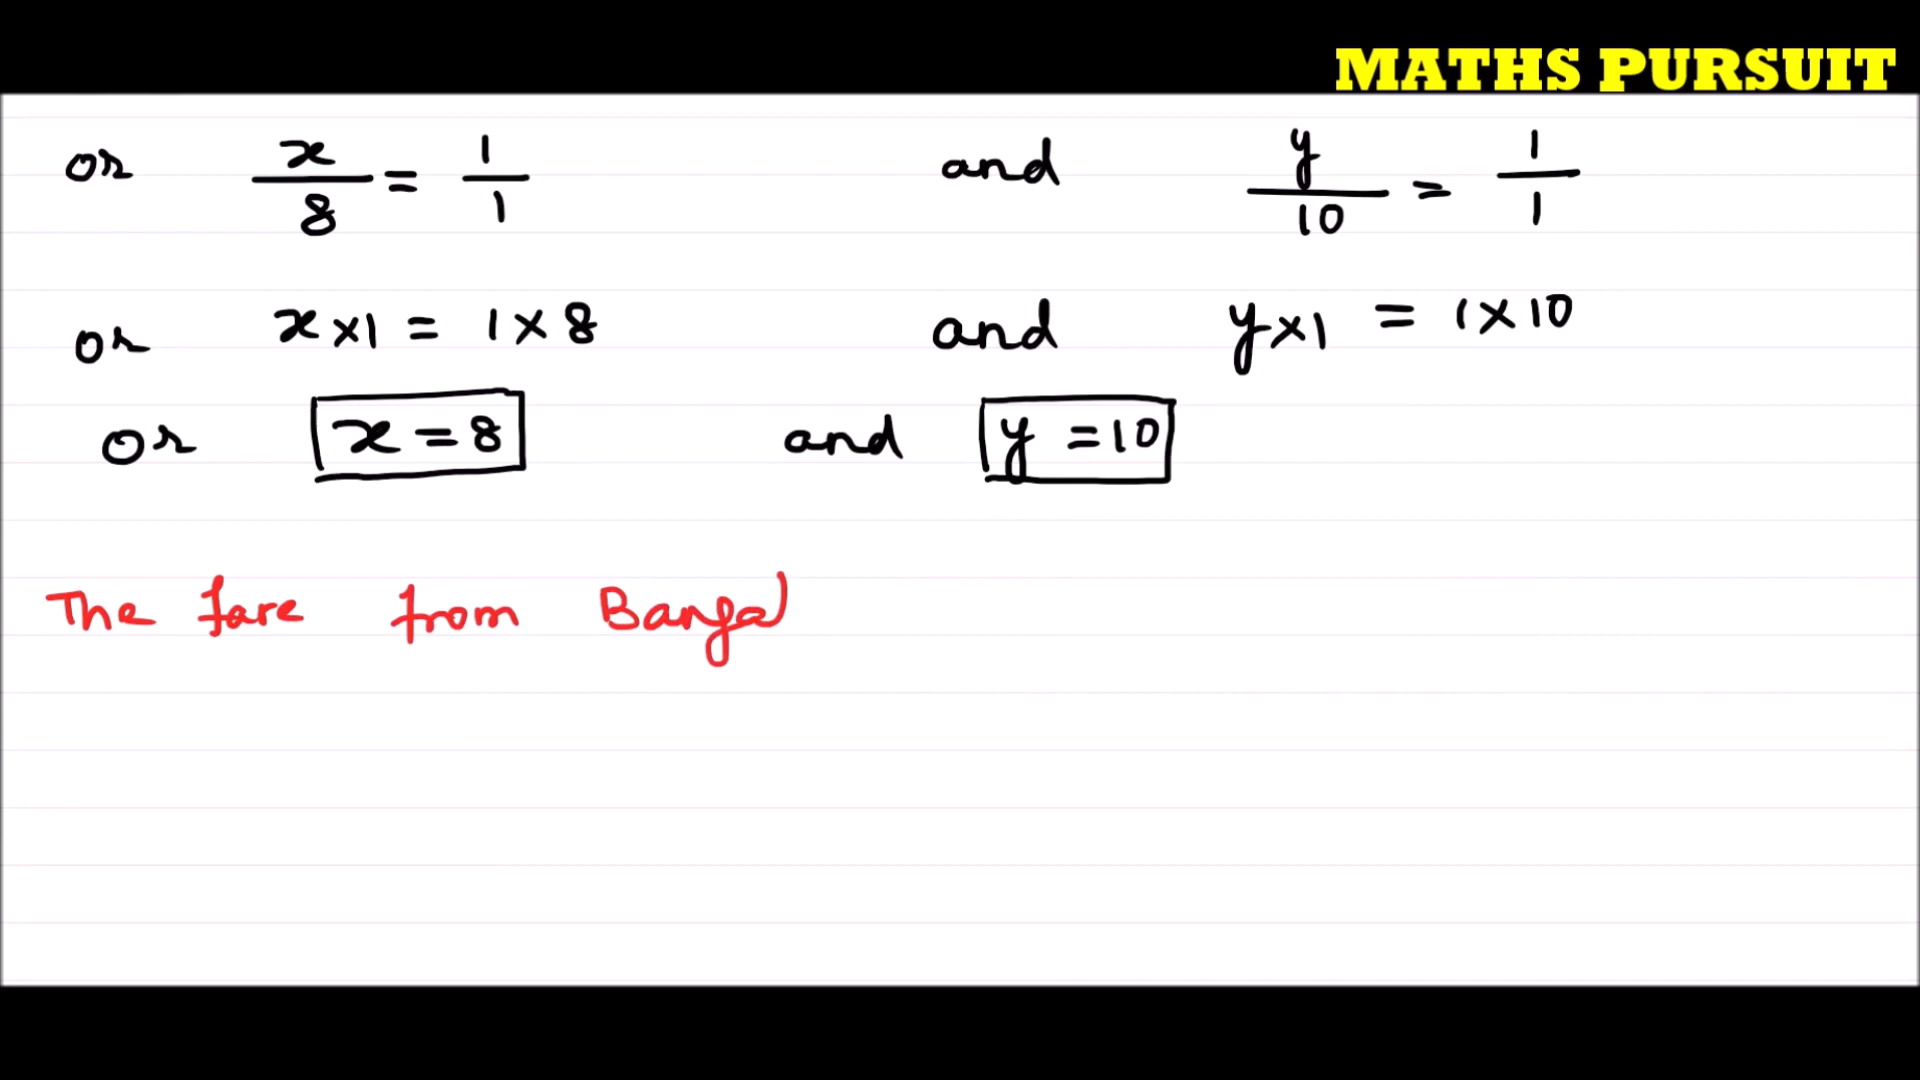 MATHS PURSUIT
or x/8 = 1/1 and y/10 = 1/1
or x×1 = 1×8 and y×1 = 1×10
or x = 8 and y = 10
The fare from Bangal